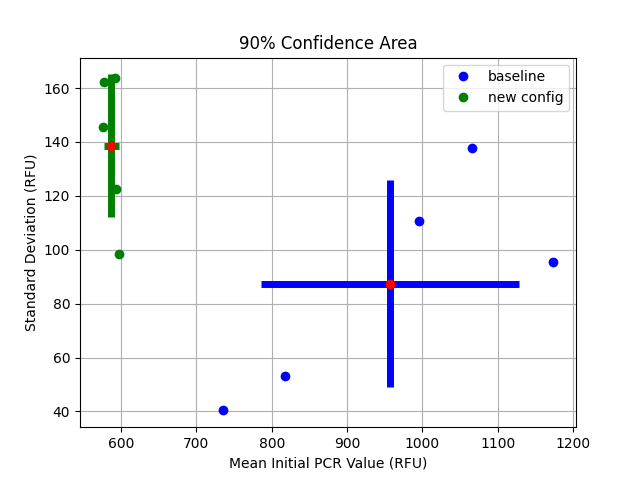 90% Confidence Area
baseline
new config
160
140
120
100
80
60
40
Standard Deviation (RFU)
600
700
800
900
1000
1100
1200
Mean Initial PCR Value (RFU)